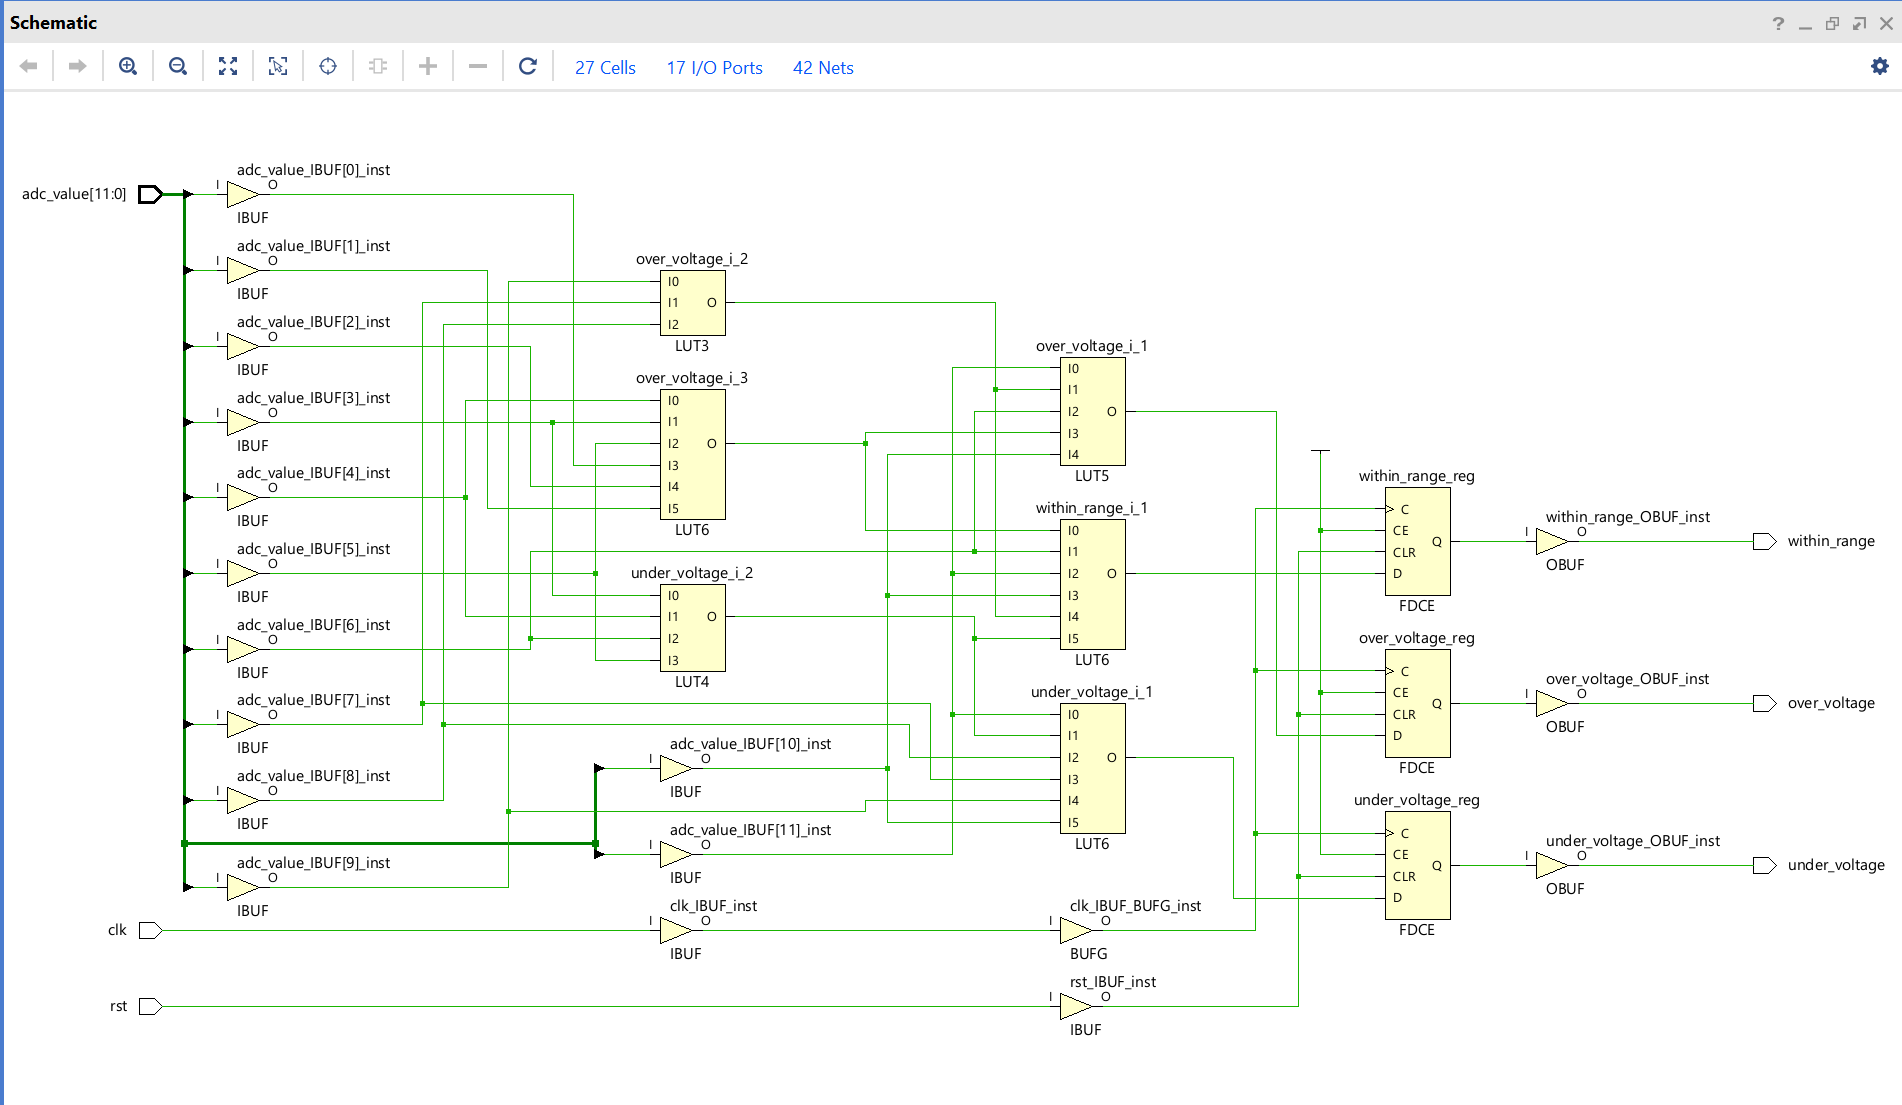 Schematic
27 Cells 17 I/O Ports 42 Nets
adc_value[11:0]
adc_value_IBUF[0]_inst
I O
IBUF
adc_value_IBUF[1]_inst
I O
IBUF
adc_value_IBUF[2]_inst
I O
IBUF
adc_value_IBUF[3]_inst
I O
IBUF
adc_value_IBUF[4]_inst
I O
IBUF
adc_value_IBUF[5]_inst
I O
IBUF
adc_value_IBUF[6]_inst
I O
IBUF
adc_value_IBUF[7]_inst
I O
IBUF
adc_value_IBUF[8]_inst
I O
IBUF
adc_value_IBUF[9]_inst
I O
IBUF
clk
rst
over_voltage_i_2
I0
I1 O
I2
LUT3
over_voltage_i_3
I0
I1
I2 O
I3
I4
I5
LUT6
under_voltage_i_2
I0
I1 O
I2
I3
LUT4
adc_value_IBUF[10]_inst
I O
IBUF
adc_value_IBUF[11]_inst
I O
IBUF
clk_IBUF_inst
I O
IBUF
over_voltage_i_1
I0
I1
I2 O
I3
I4
LUT5
within_range_i_1
I0
I1
I2 O
I3
I4
I5
LUT6
under_voltage_i_1
I0
I1
I2 O
I3
I4
I5
LUT6
clk_IBUF_BUFG_inst
I O
BUFG
rst_IBUF_inst
I O
IBUF
within_range_reg
C
CE
CLR Q
D
FDCE
over_voltage_reg
C
CE
CLR Q
D
FDCE
under_voltage_reg
C
CE
CLR Q
D
FDCE
within_range_OBUF_inst
I O
OBUF
within_range
over_voltage_OBUF_inst
I O
OBUF
over_voltage
under_voltage_OBUF_inst
I O
OBUF
under_voltage